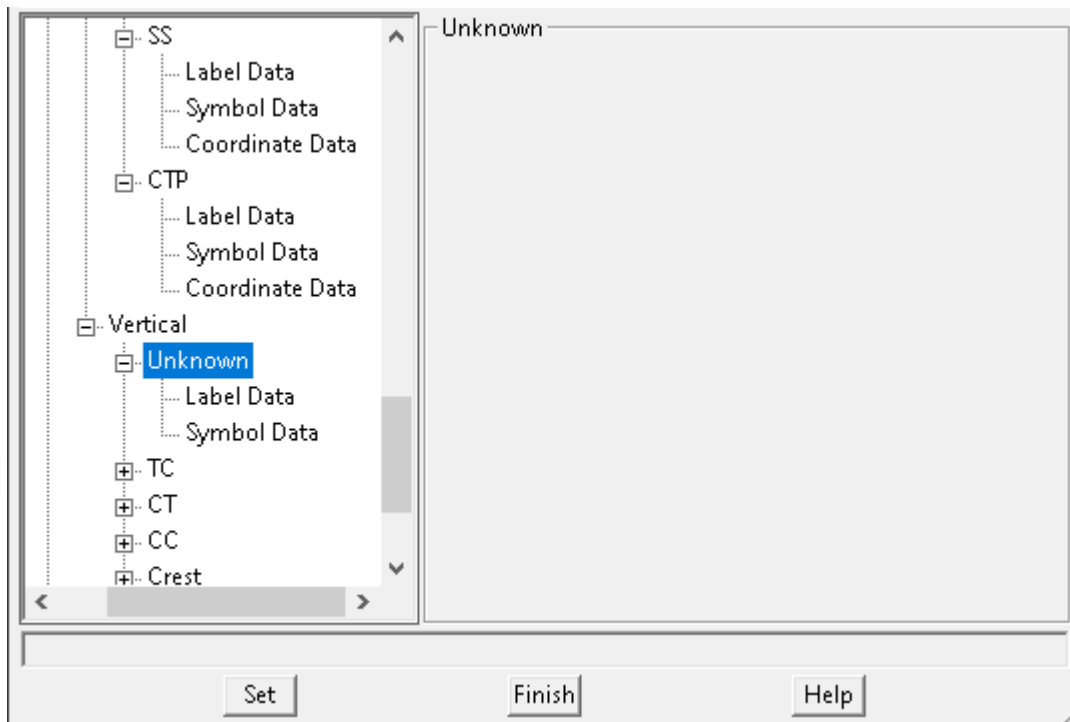 SS
Label Data
Symbol Data
Coordinate Data
CTP
Label Data
Symbol Data
Coordinate Data
Vertical
Unknown
Label Data
Symbol Data
TC
CT
CC
Crest
Unknown
Set
Finish
Help